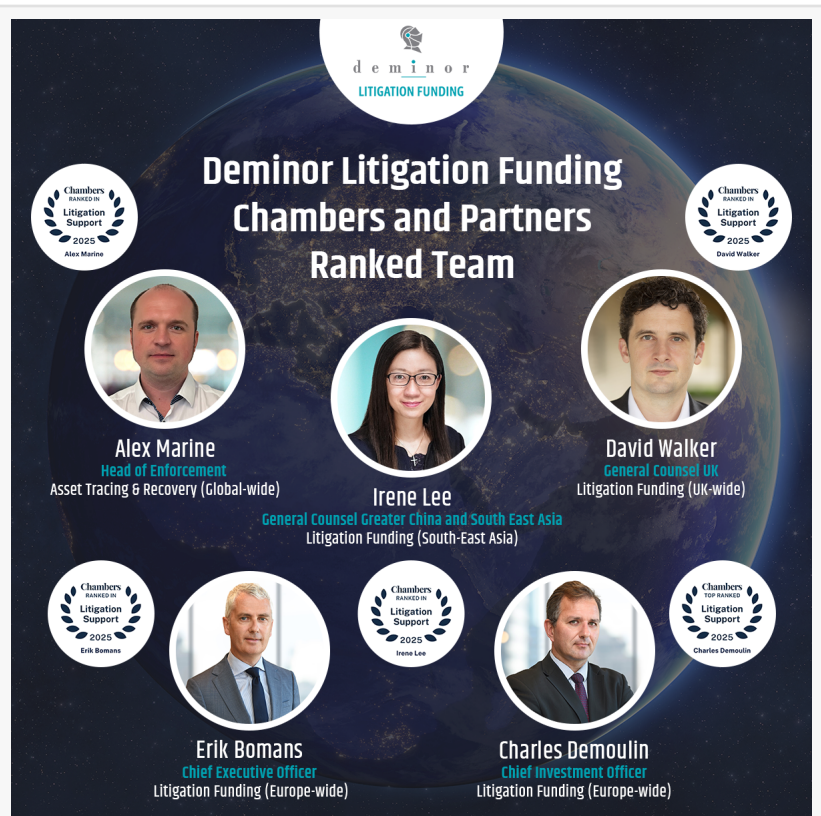 deminor
LITIGATION FUNDING
Deminor Litigation Funding
Chambers and Partners
Ranked Team
Chambers
RANKED IN
Litigation
Support
2025
Alex Marine
Chambers
RANKED IN
Litigation
Support
2025
David Walker
Alex Marine
Head of Enforcement
Asset Tracing & Recovery (Global-wide)
Irene Lee
General Counsel Greater China and South East Asia
Litigation Funding (South-East Asia)
David Walker
General Counsel UK
Litigation Funding (UK-wide)
Chambers
RANKED IN
Litigation
Support
2025
Erik Bomans
Chambers
RANKED IN
Litigation
Support
2025
Irene Lee
Chambers
TOP RANKED
Litigation
Support
2025
Charles Demoulin
Erik Bomans
Chief Executive Officer
Litigation Funding (Europe-wide)
Charles Demoulin
Chief Investment Officer
Litigation Funding (Europe-wide)